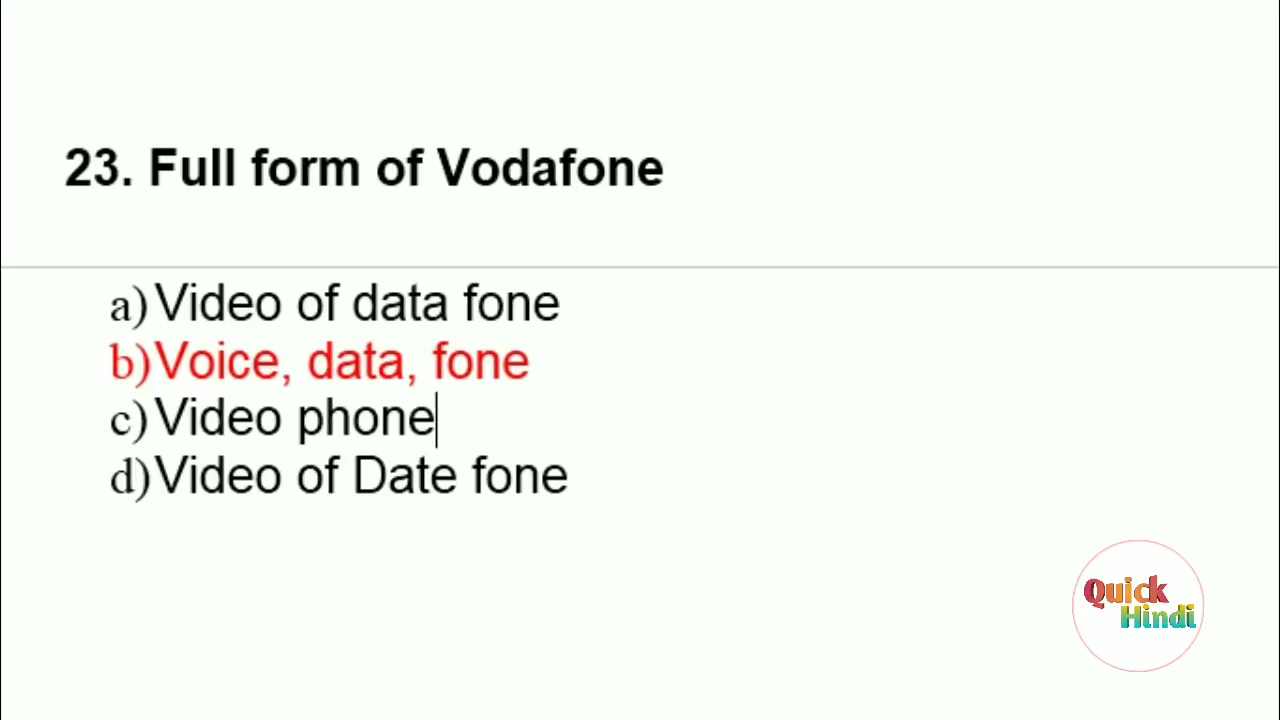 23. Full form of Vodafone
a) Video of data fone
b) Voice, data, fone
c) Video phone
d) Video of Date fone
Quick
Hindi